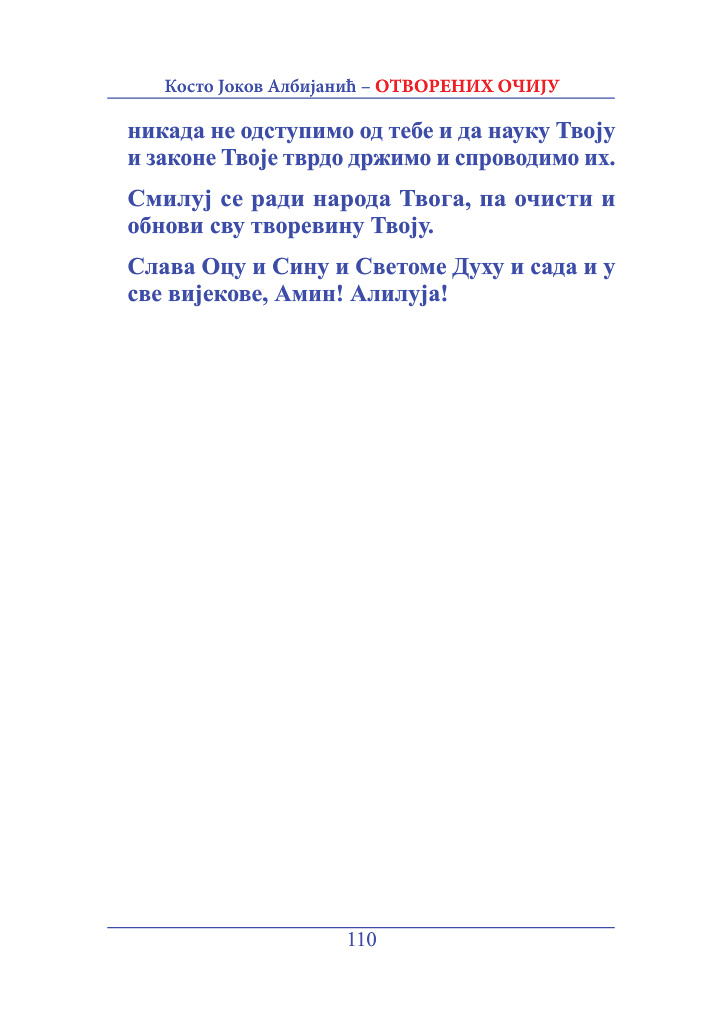 Косто Јоков Албијанић – ОТВОРЕНИХ ОЧИЈУ
никада не одступимо од тебе и да науку Твоју
и законе Твоје тврдо држимо и спроводимо их.
Смилуј се ради народа Твога, па очисти и
обнови сву творевину Твоју.
Слава Оцу и Сину и Светоме Духу и сада и у
све вијекове, Амин! Алилуја!
110